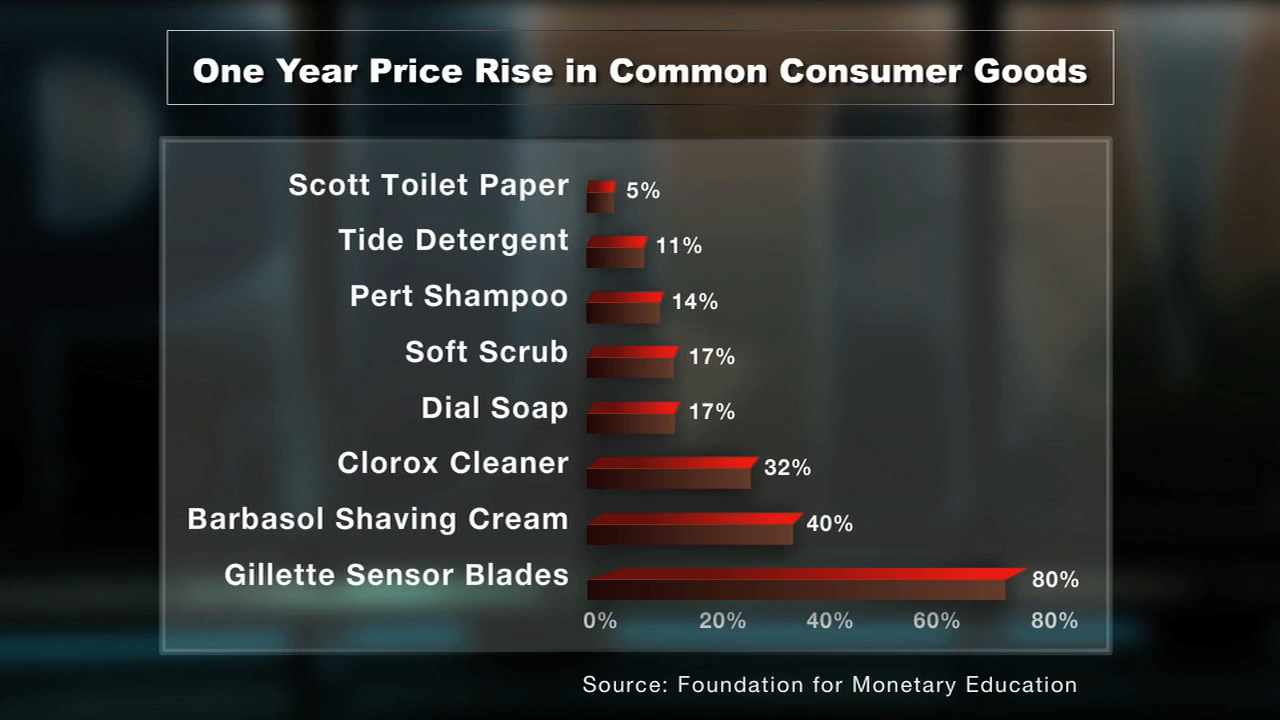 One Year Price Rise in Common Consumer Goods
Scott Toilet Paper 5%
Tide Detergent 11%
Pert Shampoo 14%
Soft Scrub 17%
Dial Soap 17%
Clorox Cleaner 32%
Barbasol Shaving Cream 40%
Gillette Sensor Blades 80%
0% 20% 40% 60% 80%
Source: Foundation for Monetary Education